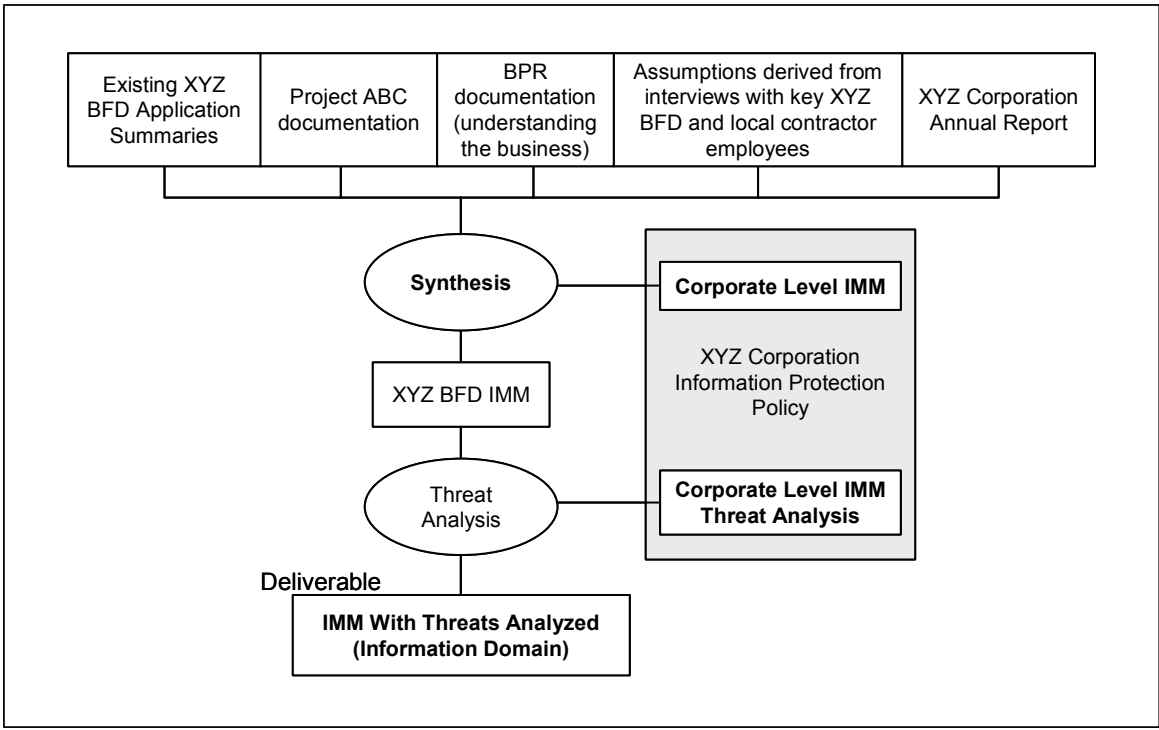 Existing XYZ
BFD Application
Summaries
Project ABC
documentation
BPR
documentation
(understanding
the business)
Assumptions derived from
interviews with key XYZ
BFD and local contractor
employees
XYZ Corporation
Annual Report
Synthesis
Corporate Level IMM
XYZ Corporation
Information Protection
Policy
XYZ BFD IMM
Threat
Analysis
Corporate Level IMM
Threat Analysis
Deliverable
IMM With Threats Analyzed
(Information Domain)